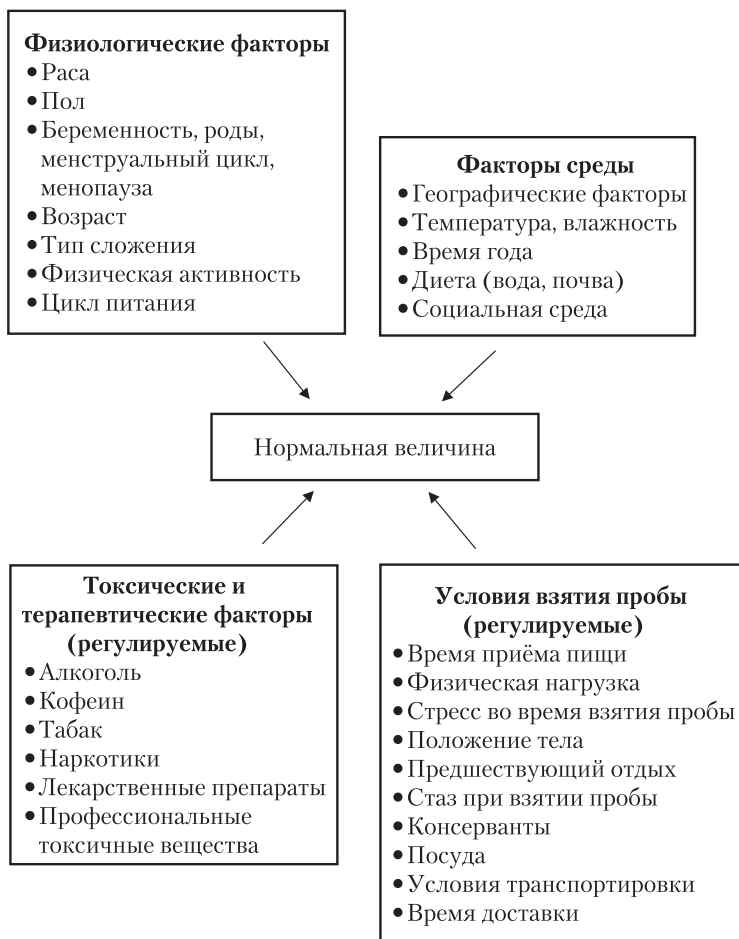 Физиологические факторы
• Раса
• Пол
• Беременность, роды,
менструальный цикл,
менопауза
• Возраст
• Тип сложения
• Физическая активность
• Цикл питания
Факторы среды
• Географические факторы
• Температура, влажность
• Время года
• Диета (вода, почва)
• Социальная среда
Нормальная величина
Токсические и
терапевтические факторы
(регулируемые)
• Алкоголь
• Кофеин
• Табак
• Наркотики
• Лекарственные препараты
• Профессиональные
токсичные вещества
Условия взятия пробы
(регулируемые)
• Время приёма пищи
• Физическая нагрузка
• Стресс во время взятия пробы
• Положение тела
• Предшествующий отдых
• Стаз при взятии пробы
• Консерванты
• Посуда
• Условия транспортировки
• Время доставки